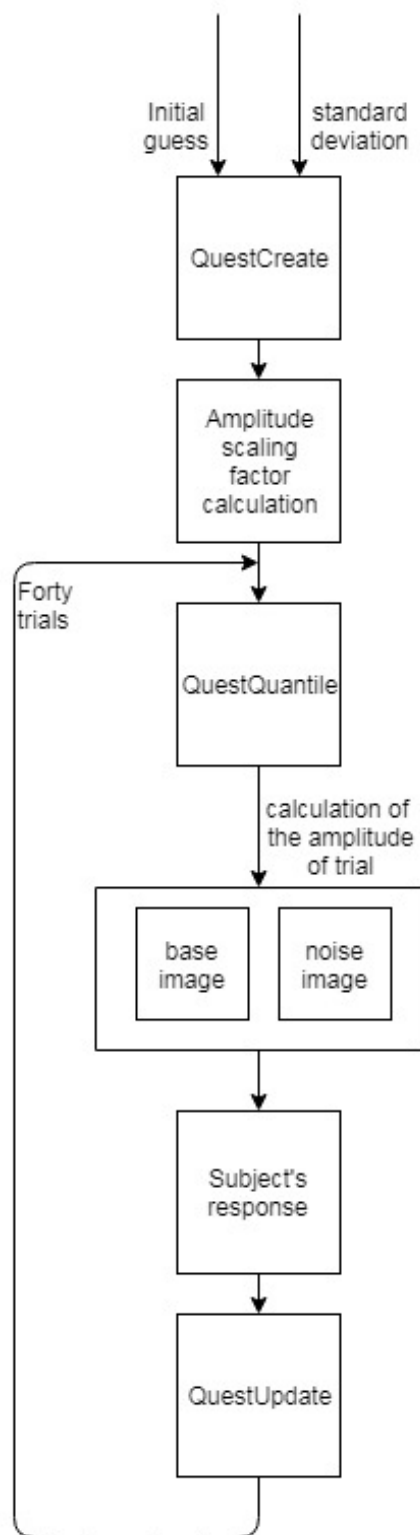 Initial
guess
standard
deviation
QuestCreate
Amplitude
scaling
factor
calculation
Forty
trials
QuestQuantile
calculation of
the amplitude
of trial
base
image
noise
image
Subject's
response
QuestUpdate